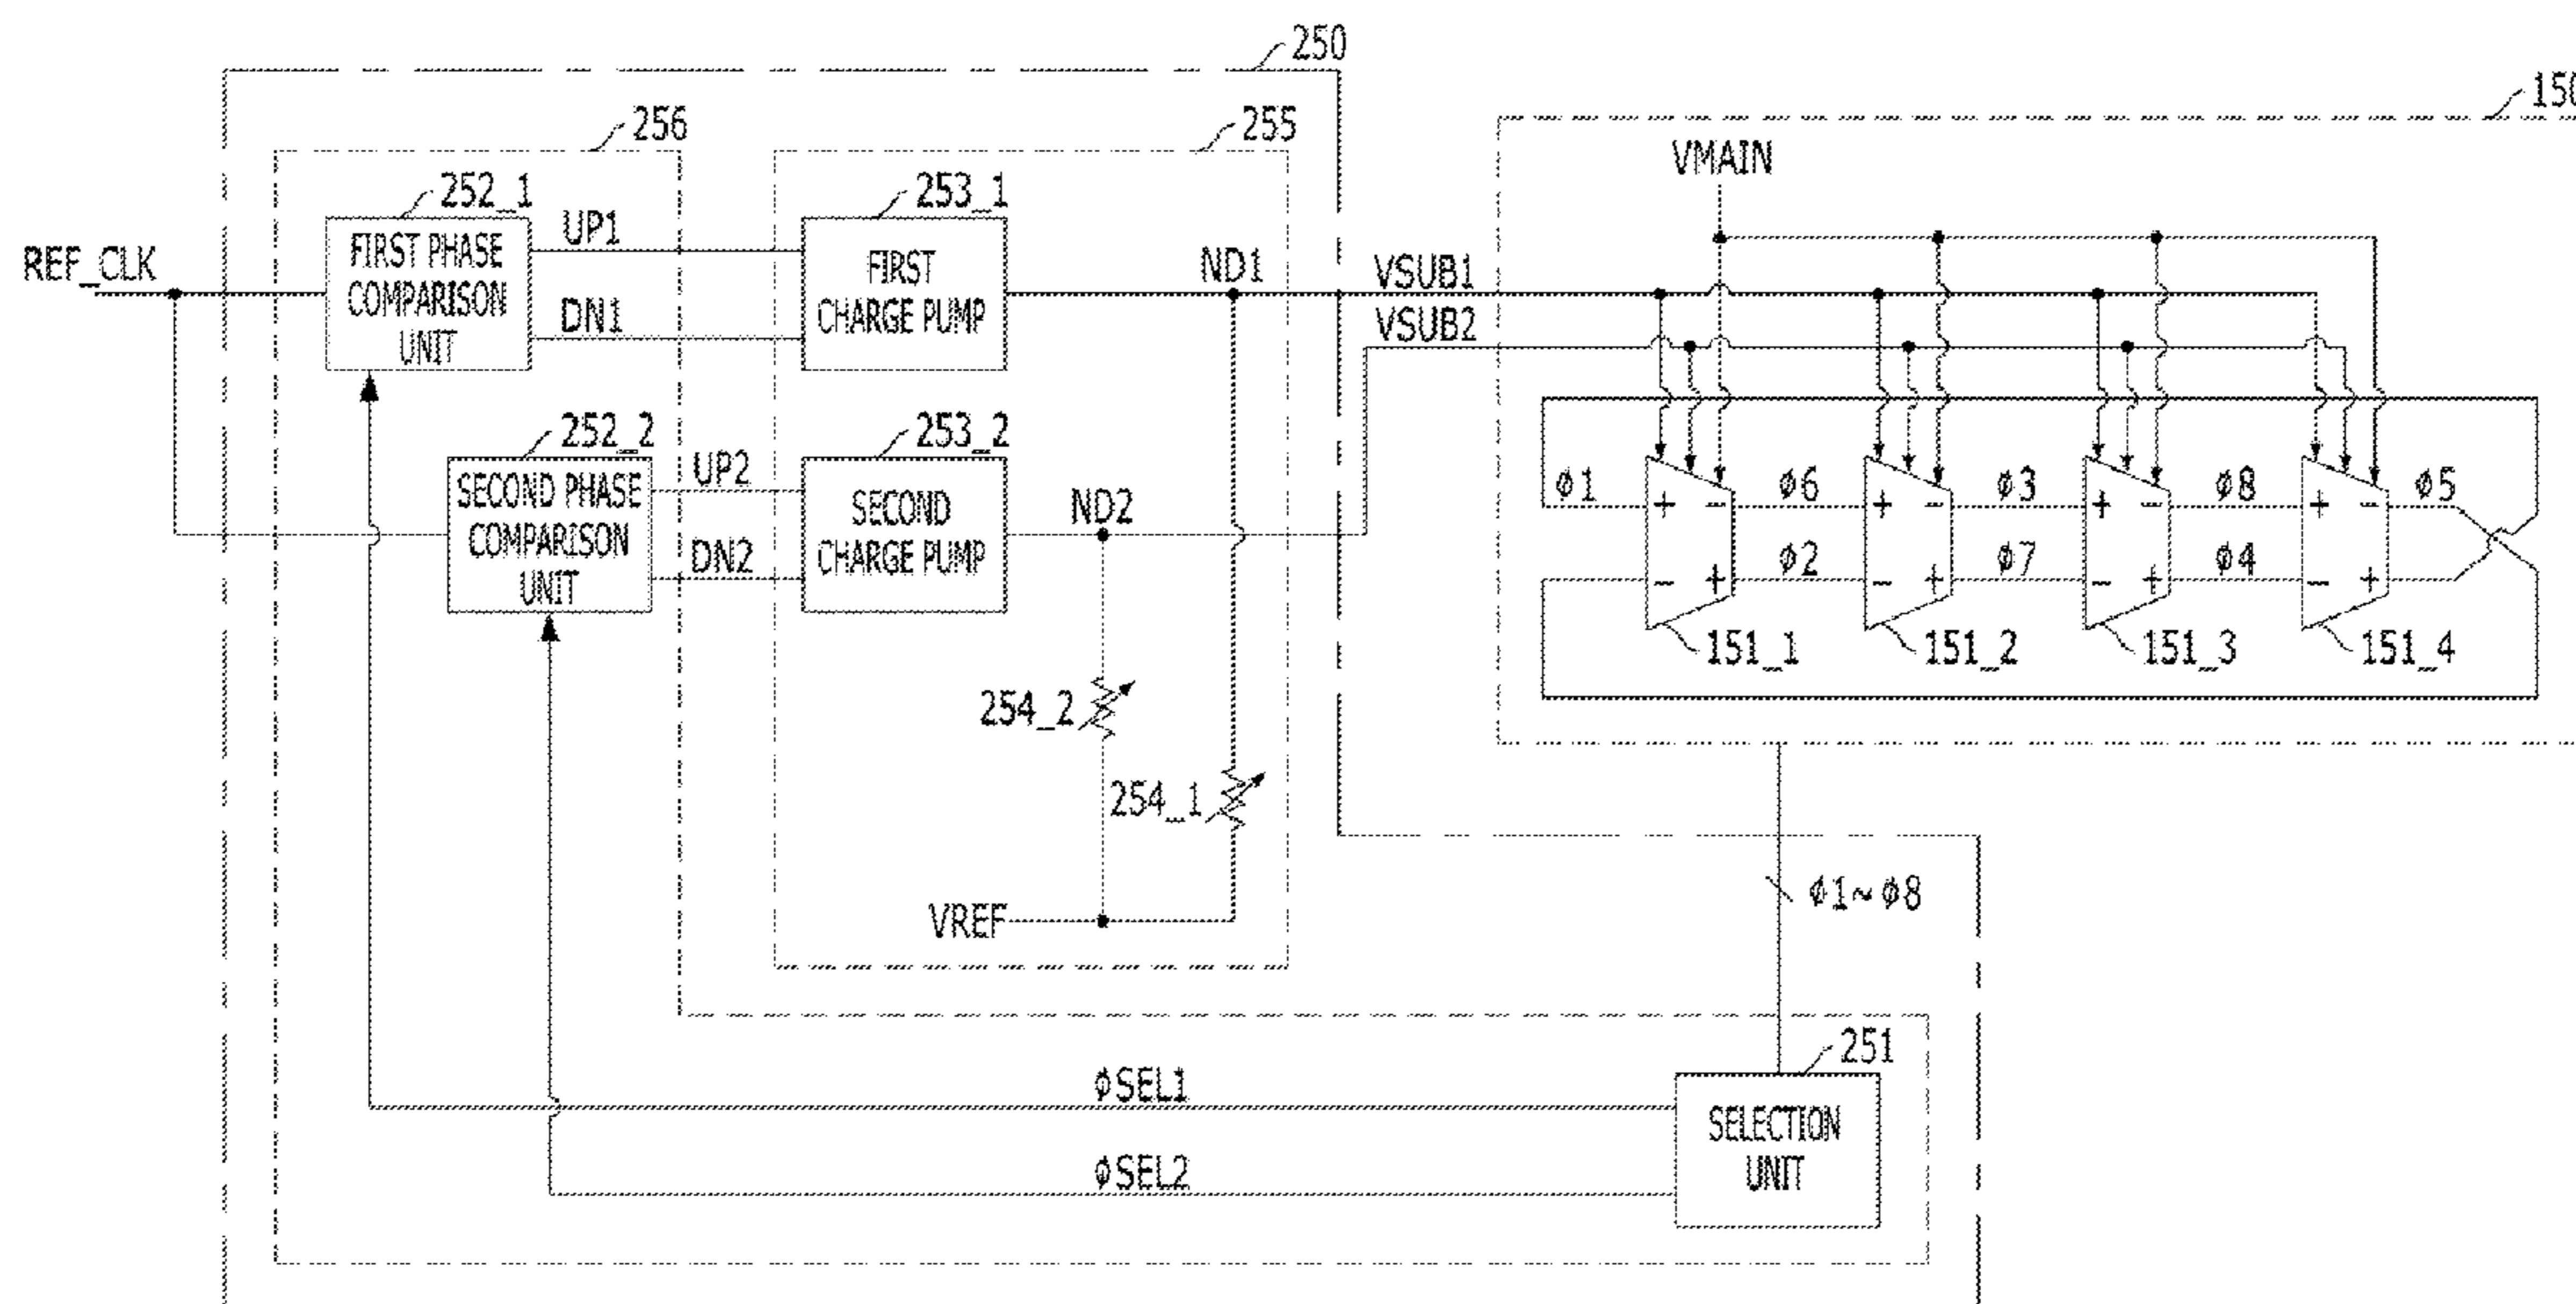 250
150
256
255
VMAIN
252_1
253_1
UP1
REF_CLK
FIRST PHASE
COMPARISON
UNIT
FIRST
CHARGE PUMP
ND1
VSUB1
DN1
VSUB2
252_2
253_2
UP2
SECOND PHASE
COMPARISON
UNIT
SECOND
CHARGE PUMP
ND2
DN2
ϕ1
+
−
ϕ6
+
−
ϕ3
+
−
ϕ8
+
−
ϕ5
−
+
ϕ2
−
+
ϕ7
−
+
ϕ4
−
+
151_1
151_2
151_3
151_4
254_2
254_1
VREF
ϕ1~ϕ8
251
ϕSEL1
SELECTION
UNIT
ϕSEL2